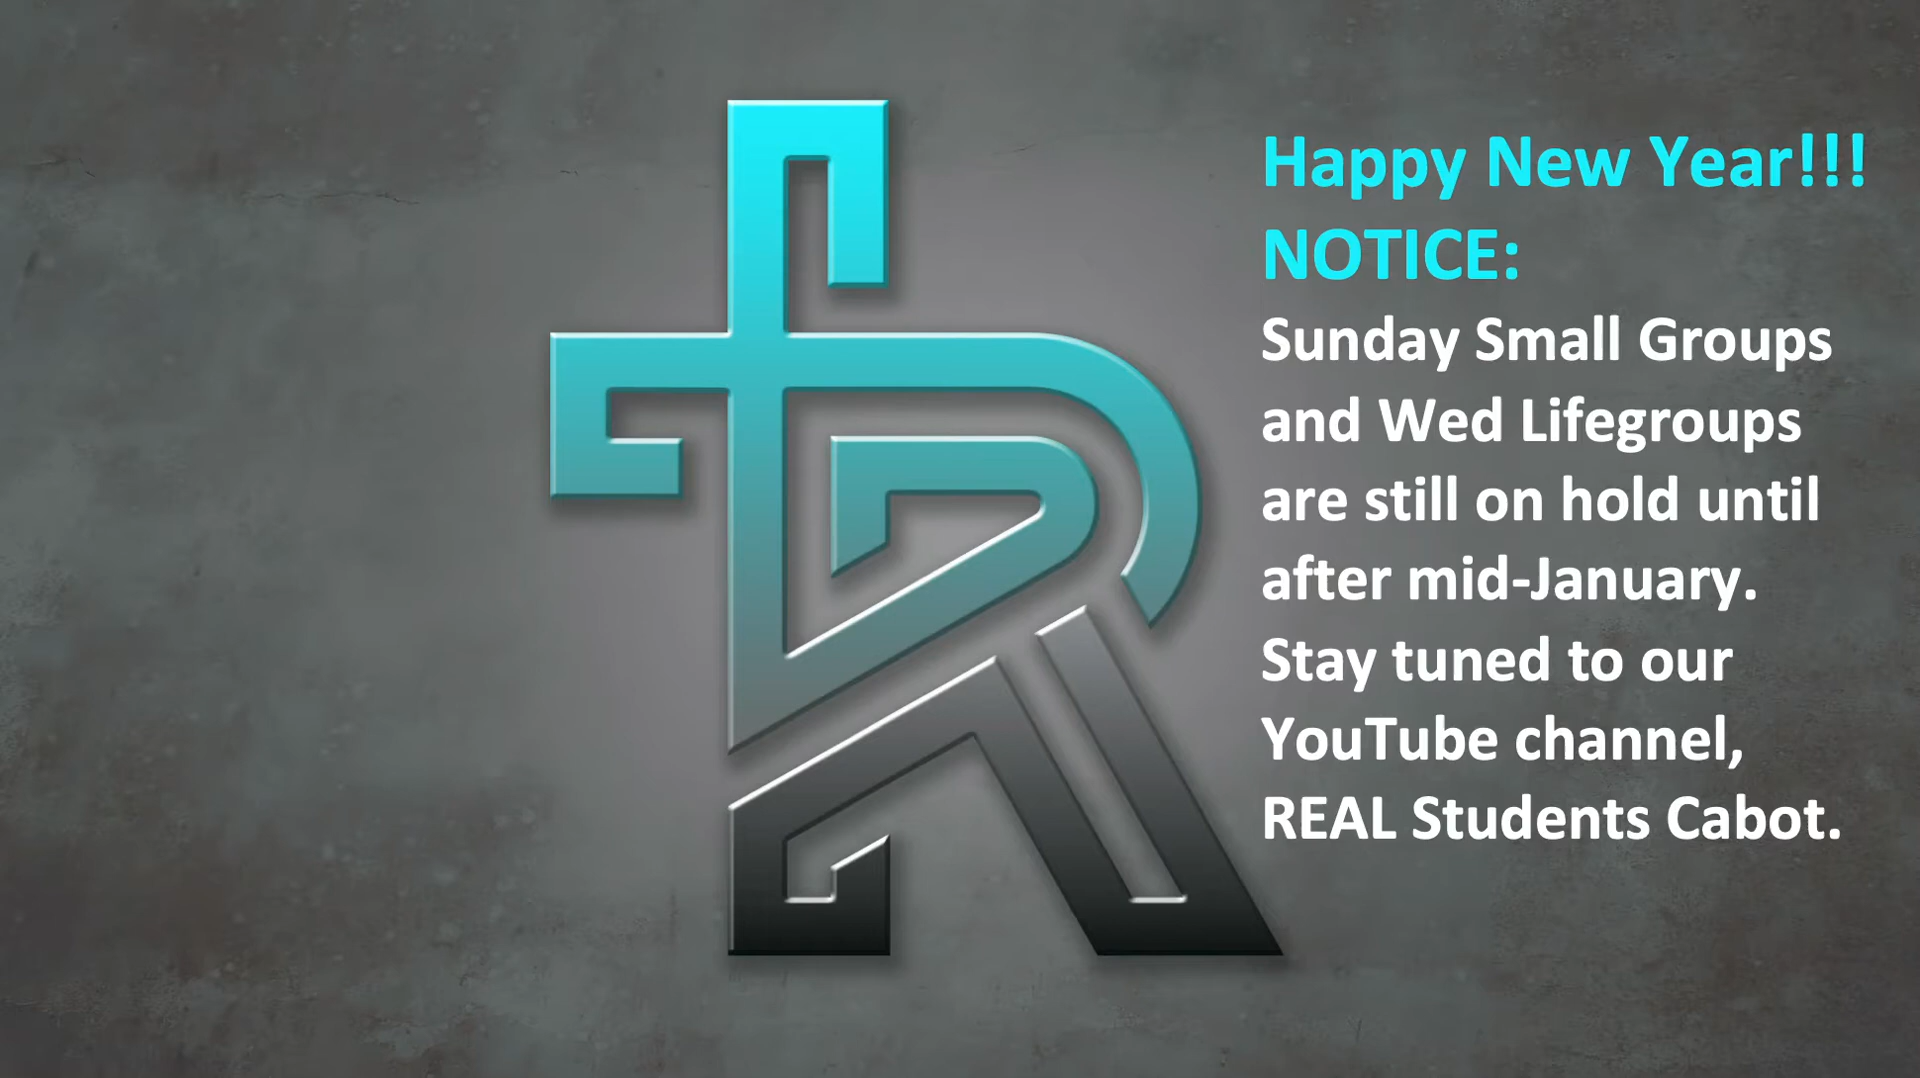 Happy New Year!!!
NOTICE:
Sunday Small Groups
and Wed Lifegroups
are still on hold until
after mid-January.
Stay tuned to our
YouTube channel,
REAL Students Cabot.